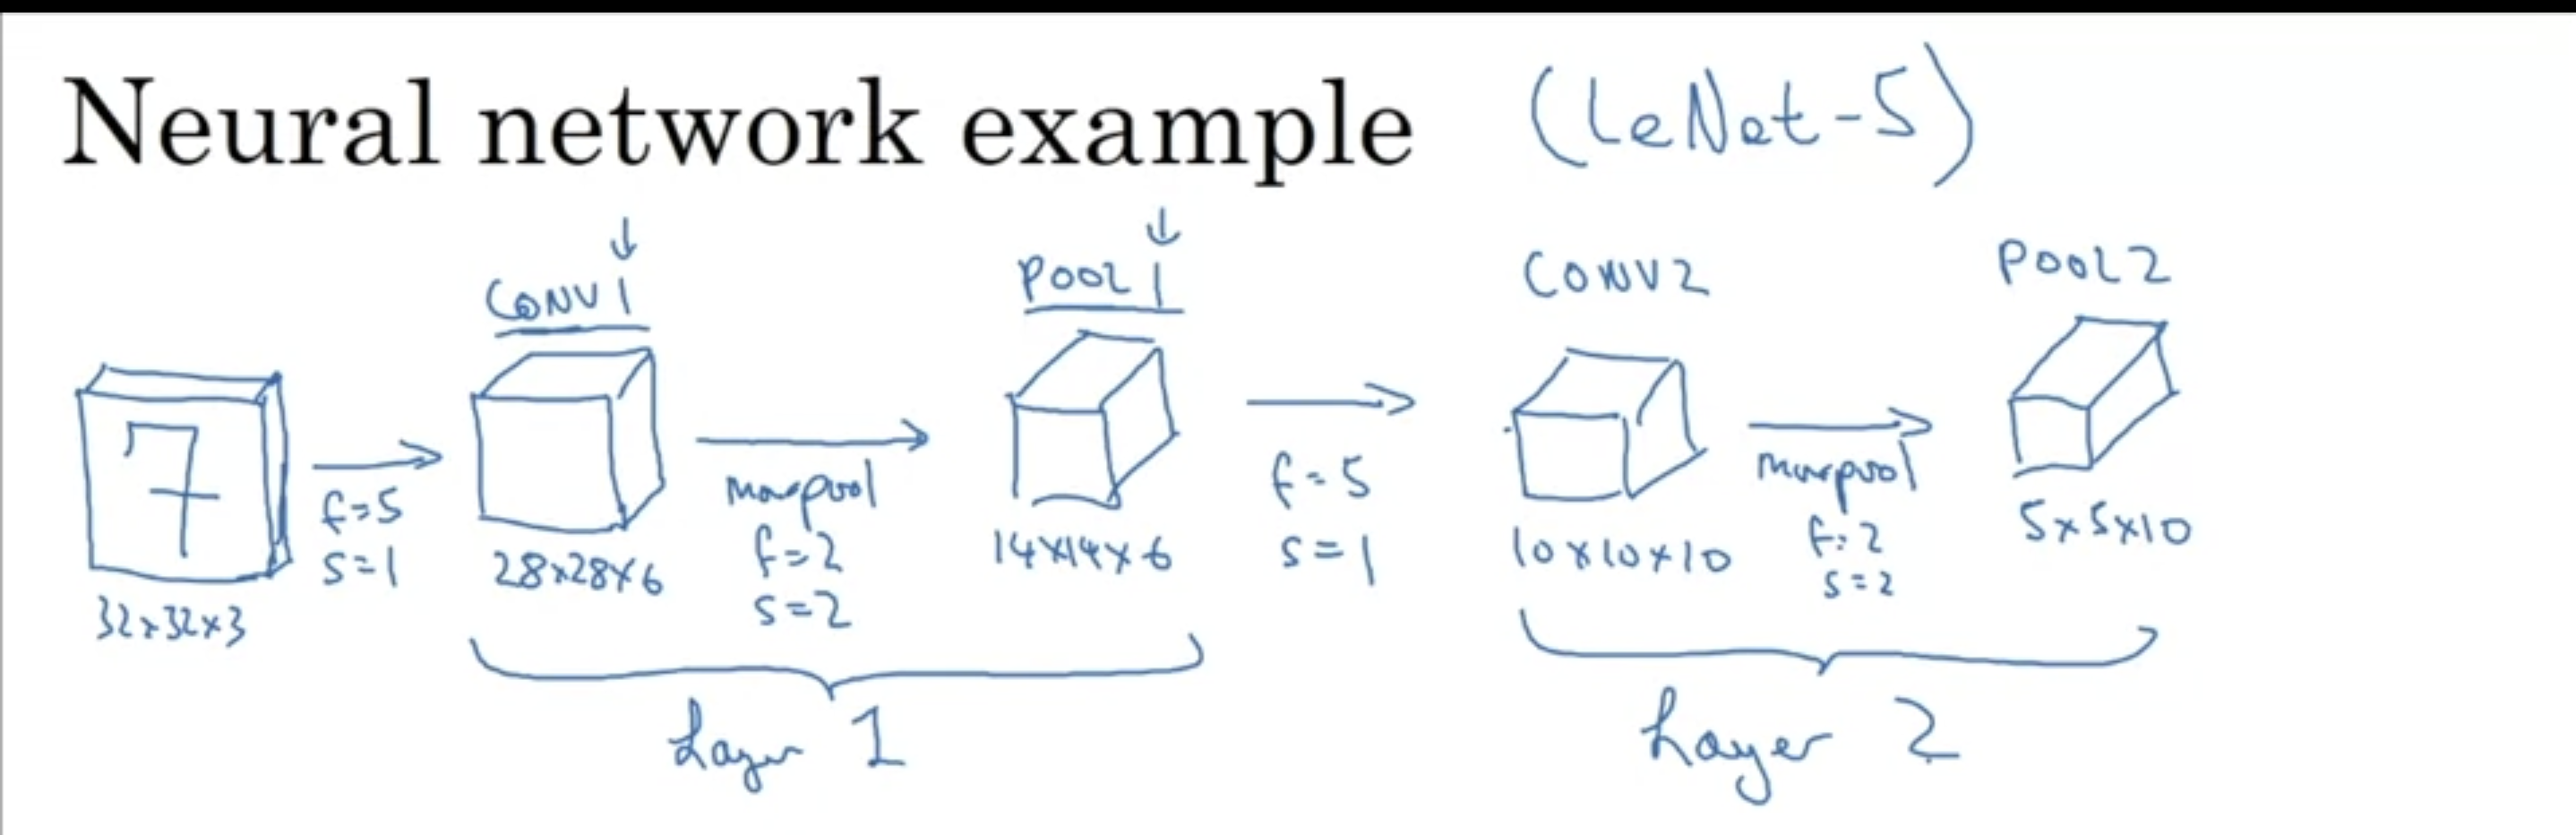 Neural network example (LeNet-5)
CONV1
POOL1
CONV2
POOL2
7
f=5
s=1
32x32x3
28x28x6
maxpool
f=2
s=2
14x14x6
f=5
s=1
10x10x10
maxpool
f=2
s=2
5x5x10
Layer 1
Layer 2